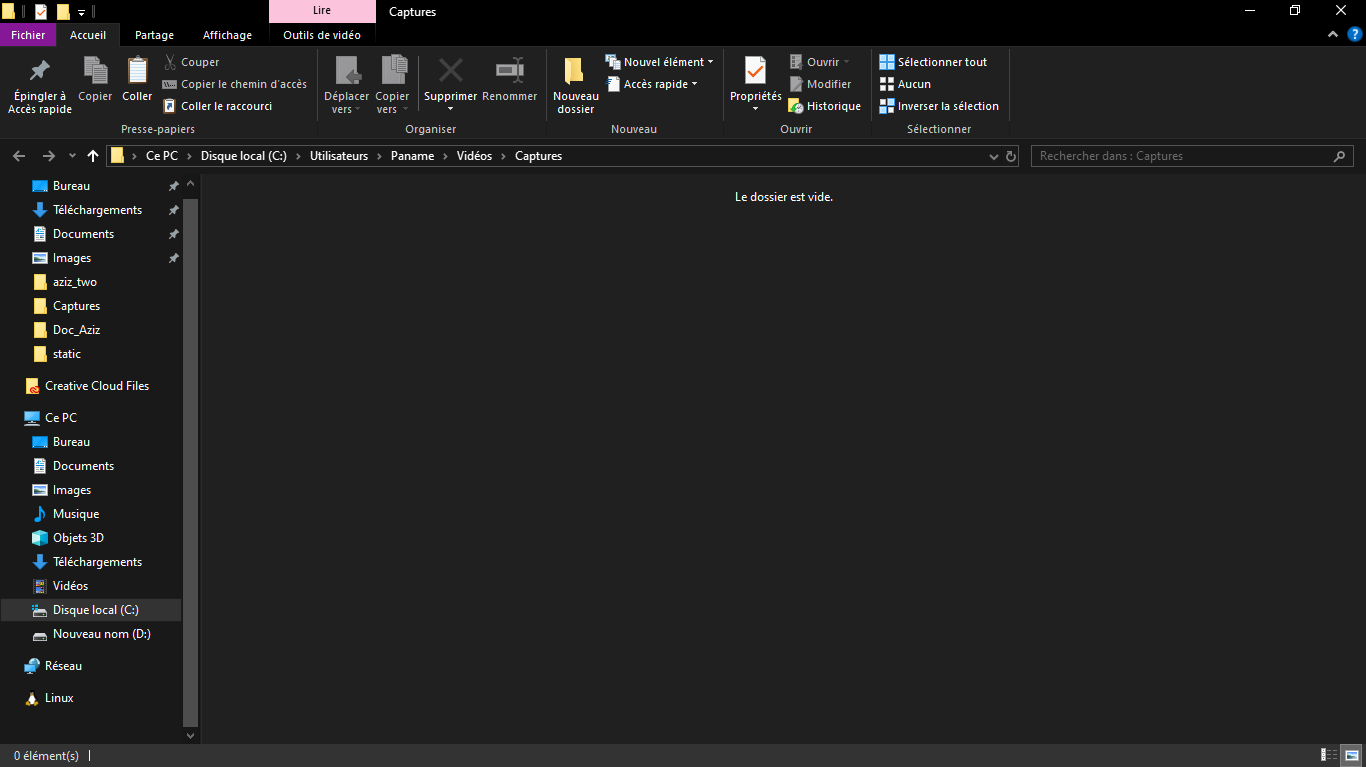 Lire
Captures
Fichier
Accueil
Partage
Affichage
Outils de vidéo
Épingler à
Accès rapide
Copier
Coller
Couper
Copier le chemin d'accès
Coller le raccourci
Presse-papiers
Déplacer
vers
Copier
vers
Supprimer
Renommer
Organiser
Nouveau
dossier
Nouvel élément
Accès rapide
Nouveau
Propriétés
Ouvrir
Modifier
Historique
Ouvrir
Sélectionner tout
Aucun
Inverser la sélection
Sélectionner
Ce PC > Disque local (C:) > Utilisateurs > Paname > Vidéos > Captures
Rechercher dans : Captures
Bureau
Téléchargements
Documents
Images
aziz_two
Captures
Doc_Aziz
static
Creative Cloud Files
Ce PC
Bureau
Documents
Images
Musique
Objets 3D
Téléchargements
Vidéos
Disque local (C:)
Nouveau nom (D:)
Réseau
Linux
Le dossier est vide.
0 élément(s)